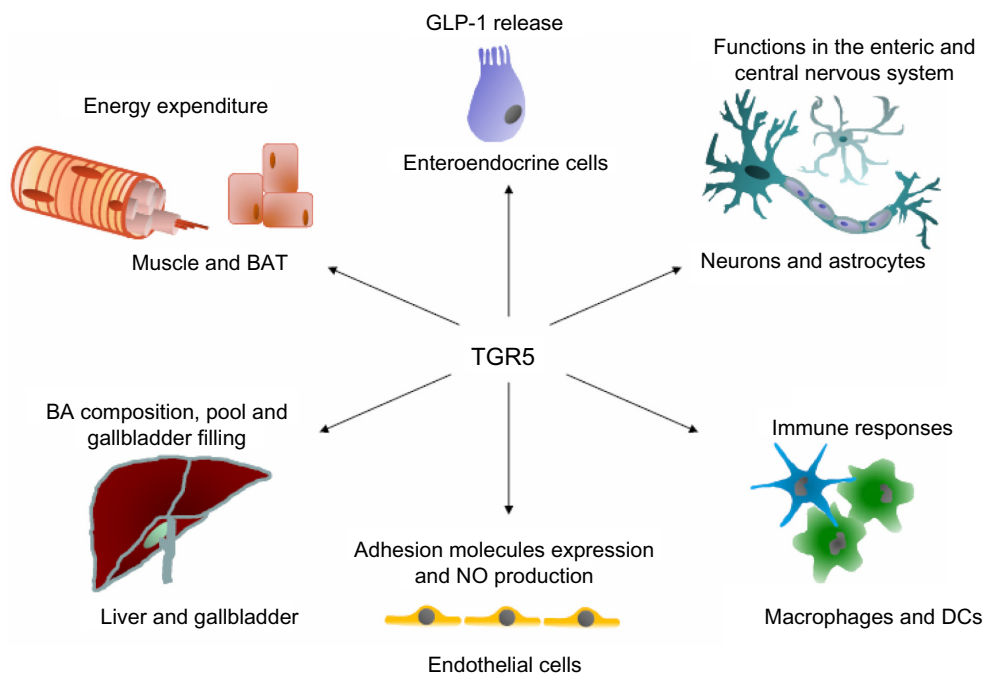 GLP-1 release
Enteroendocrine cells
Functions in the enteric and
central nervous system
Neurons and astrocytes
Energy expenditure
Muscle and BAT
TGR5
BA composition, pool and
gallbladder filling
Liver and gallbladder
Adhesion molecules expression
and NO production
Endothelial cells
Immune responses
Macrophages and DCs